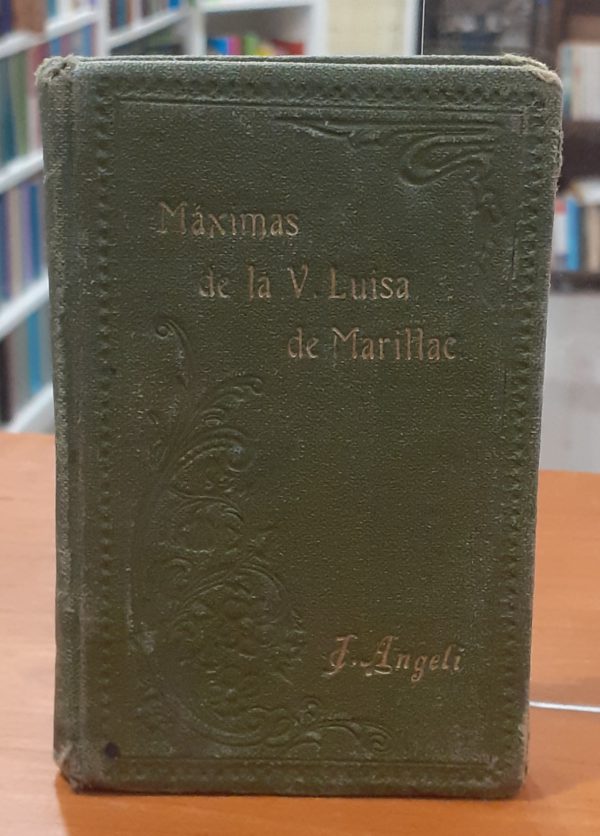 Máximas
de la V. Luisa
de Marillac
J. Angeli